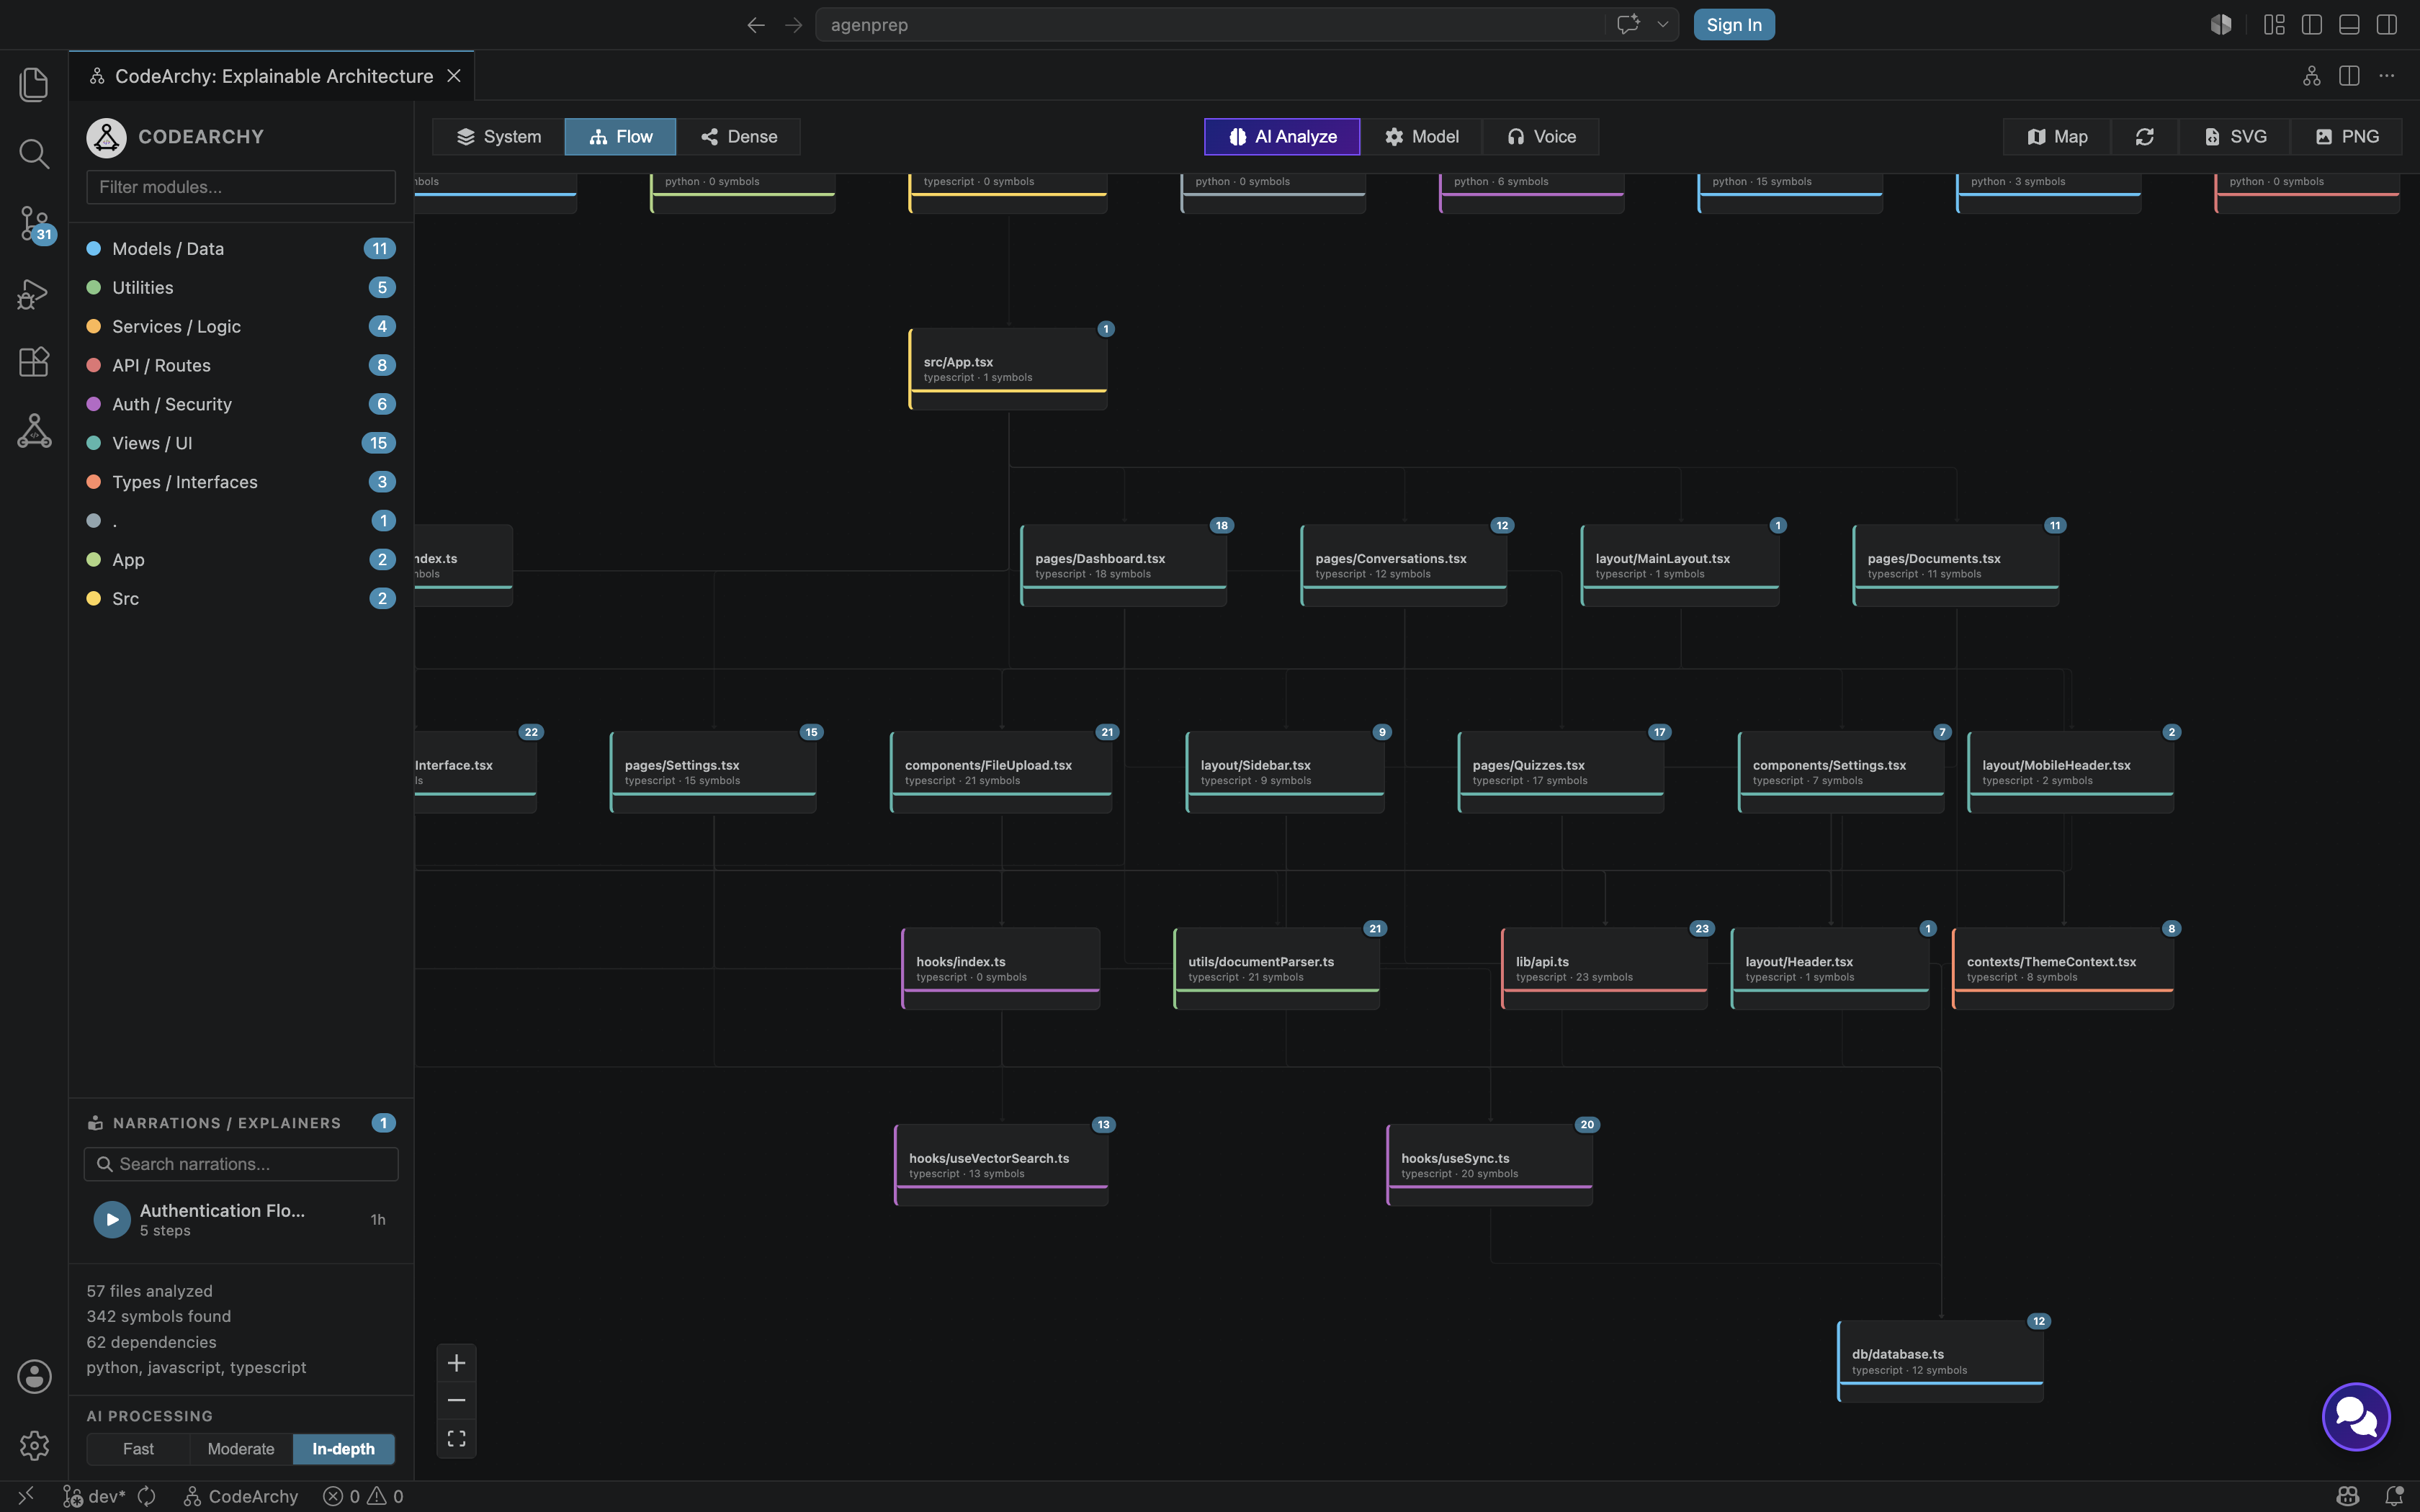 agenprep
Sign In
CodeArchy: Explainable Architecture
CODEARCHY
Filter modules...
31
Models / Data 11
Utilities 5
Services / Logic 4
API / Routes 8
Auth / Security 6
Views / UI 15
Types / Interfaces 3
. 1
App 2
Src 2
NARRATIONS / EXPLAINERS 1
Search narrations...
Authentication Flo...
5 steps
1h
57 files analyzed
342 symbols found
62 dependencies
python, javascript, typescript
AI PROCESSING
Fast Moderate In-depth
System Flow Dense
AI Analyze Model Voice
Map SVG PNG
bols
python · 0 symbols
typescript · 0 symbols
python · 0 symbols
python · 6 symbols
python · 15 symbols
python · 3 symbols
python · 0 symbols
1
src/App.tsx
typescript · 1 symbols
ndex.ts
nbols
18
pages/Dashboard.tsx
typescript · 18 symbols
12
pages/Conversations.tsx
typescript · 12 symbols
1
layout/MainLayout.tsx
typescript · 1 symbols
11
pages/Documents.tsx
typescript · 11 symbols
22
Interface.tsx
ls
15
pages/Settings.tsx
typescript · 15 symbols
21
components/FileUpload.tsx
typescript · 21 symbols
9
layout/Sidebar.tsx
typescript · 9 symbols
17
pages/Quizzes.tsx
typescript · 17 symbols
7
components/Settings.tsx
typescript · 7 symbols
2
layout/MobileHeader.tsx
typescript · 2 symbols
hooks/index.ts
typescript · 0 symbols
21
utils/documentParser.ts
typescript · 21 symbols
23
lib/api.ts
typescript · 23 symbols
1
layout/Header.tsx
typescript · 1 symbols
8
contexts/ThemeContext.tsx
typescript · 8 symbols
13
hooks/useVectorSearch.ts
typescript · 13 symbols
20
hooks/useSync.ts
typescript · 20 symbols
12
db/database.ts
typescript · 12 symbols
dev* CodeArchy 0 0